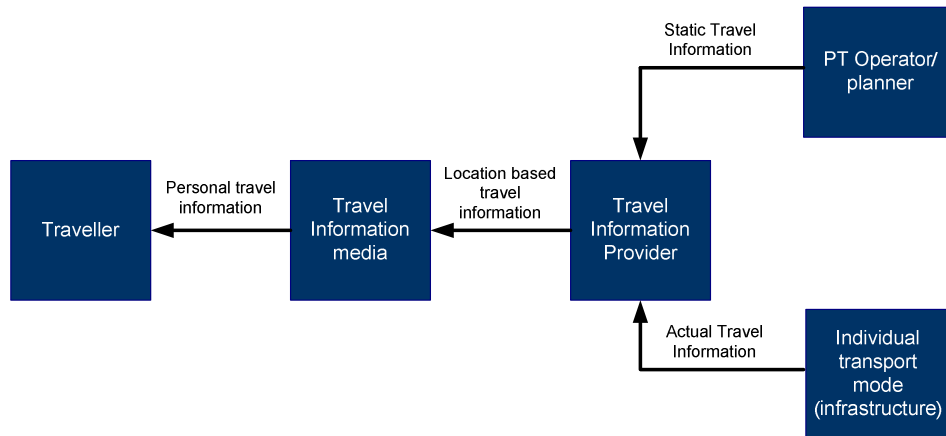 Static Travel
Information
PT Operator/
planner
Traveller
Personal travel
information
Travel
Information
media
Location based
travel
information
Travel
Information
Provider
Actual Travel
Information
Individual
transport
mode
(infrastructure)